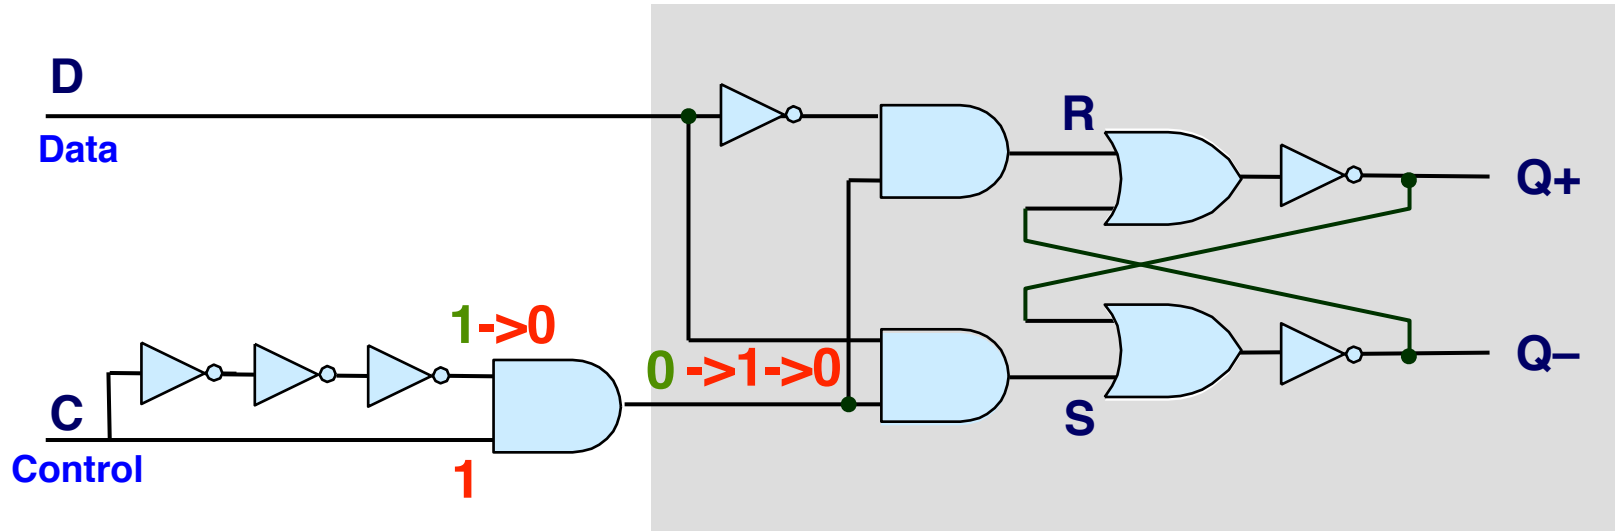 D
Data
R
Q+
1->0
0 ->1->0
C
Control
1
S
Q–